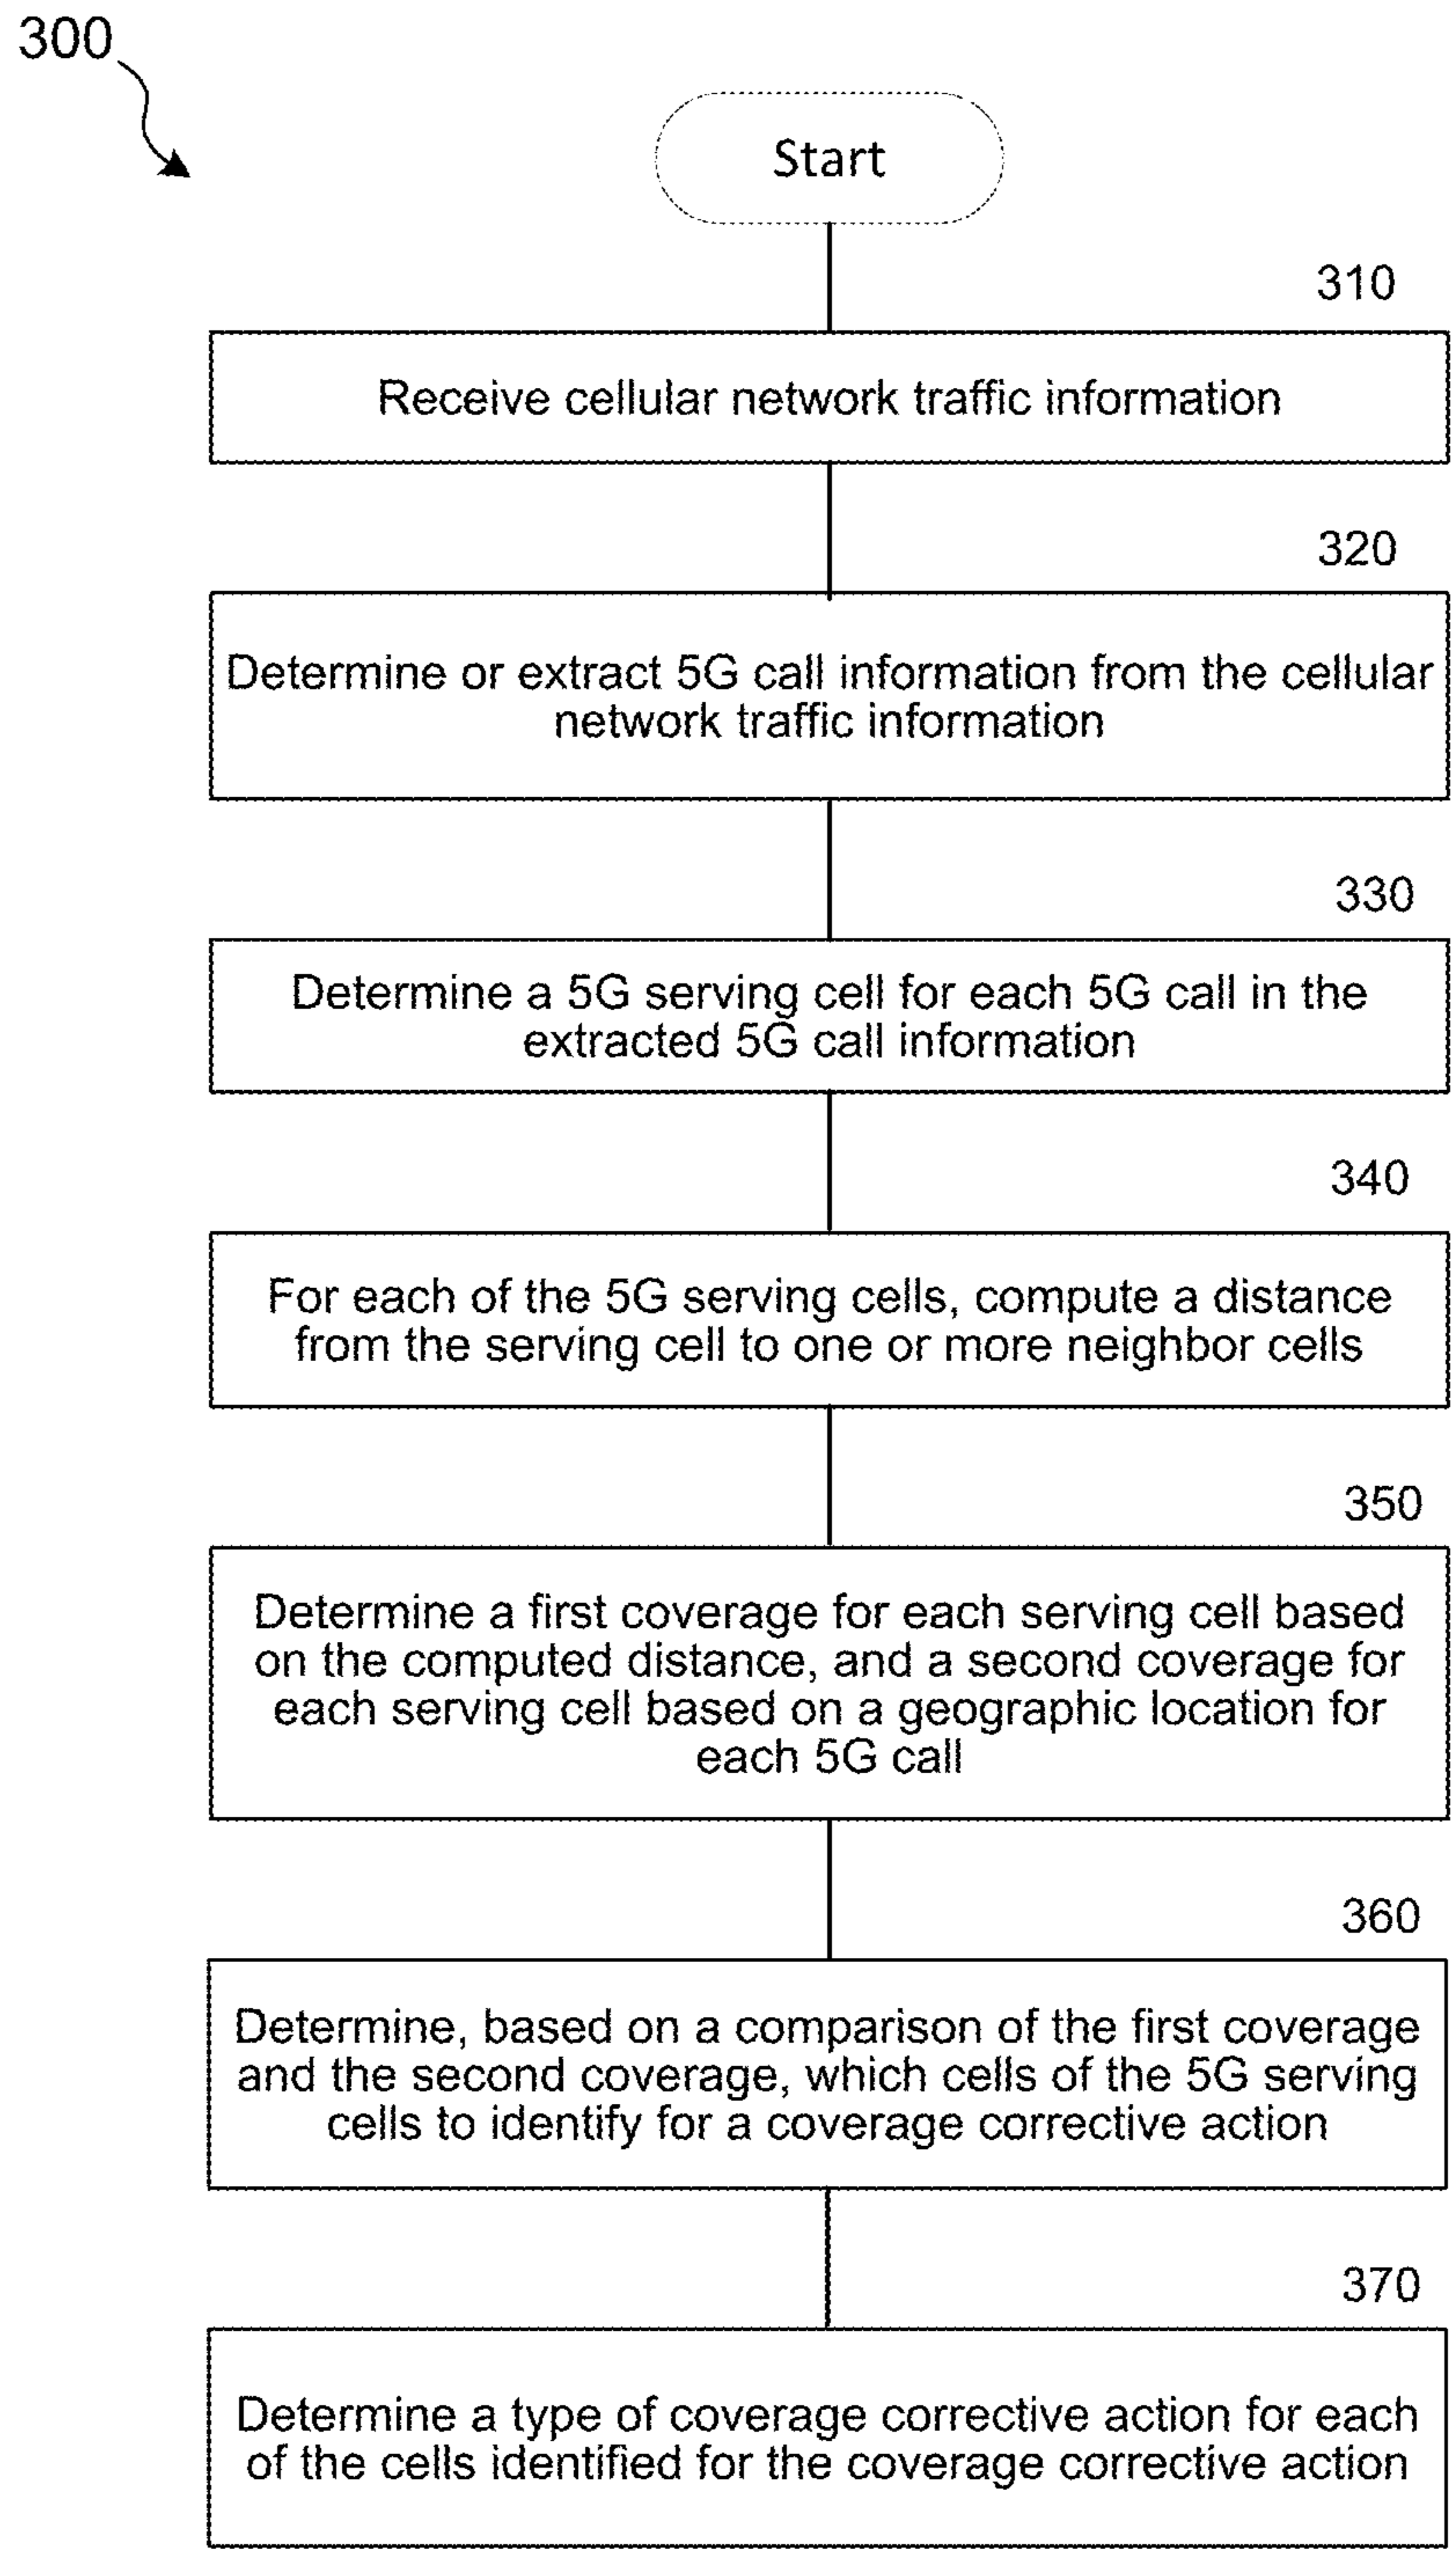 300
Start
310
Receive cellular network traffic information
320
Determine or extract 5G call information from the cellular
network traffic information
330
Determine a 5G serving cell for each 5G call in the
extracted 5G call information
340
For each of the 5G serving cells, compute a distance
from the serving cell to one or more neighbor cells
350
Determine a first coverage for each serving cell based
on the computed distance, and a second coverage for
each serving cell based on a geographic location for
each 5G call
360
Determine, based on a comparison of the first coverage
and the second coverage, which cells of the 5G serving
cells to identify for a coverage corrective action
370
Determine a type of coverage corrective action for each
of the cells identified for the coverage corrective action